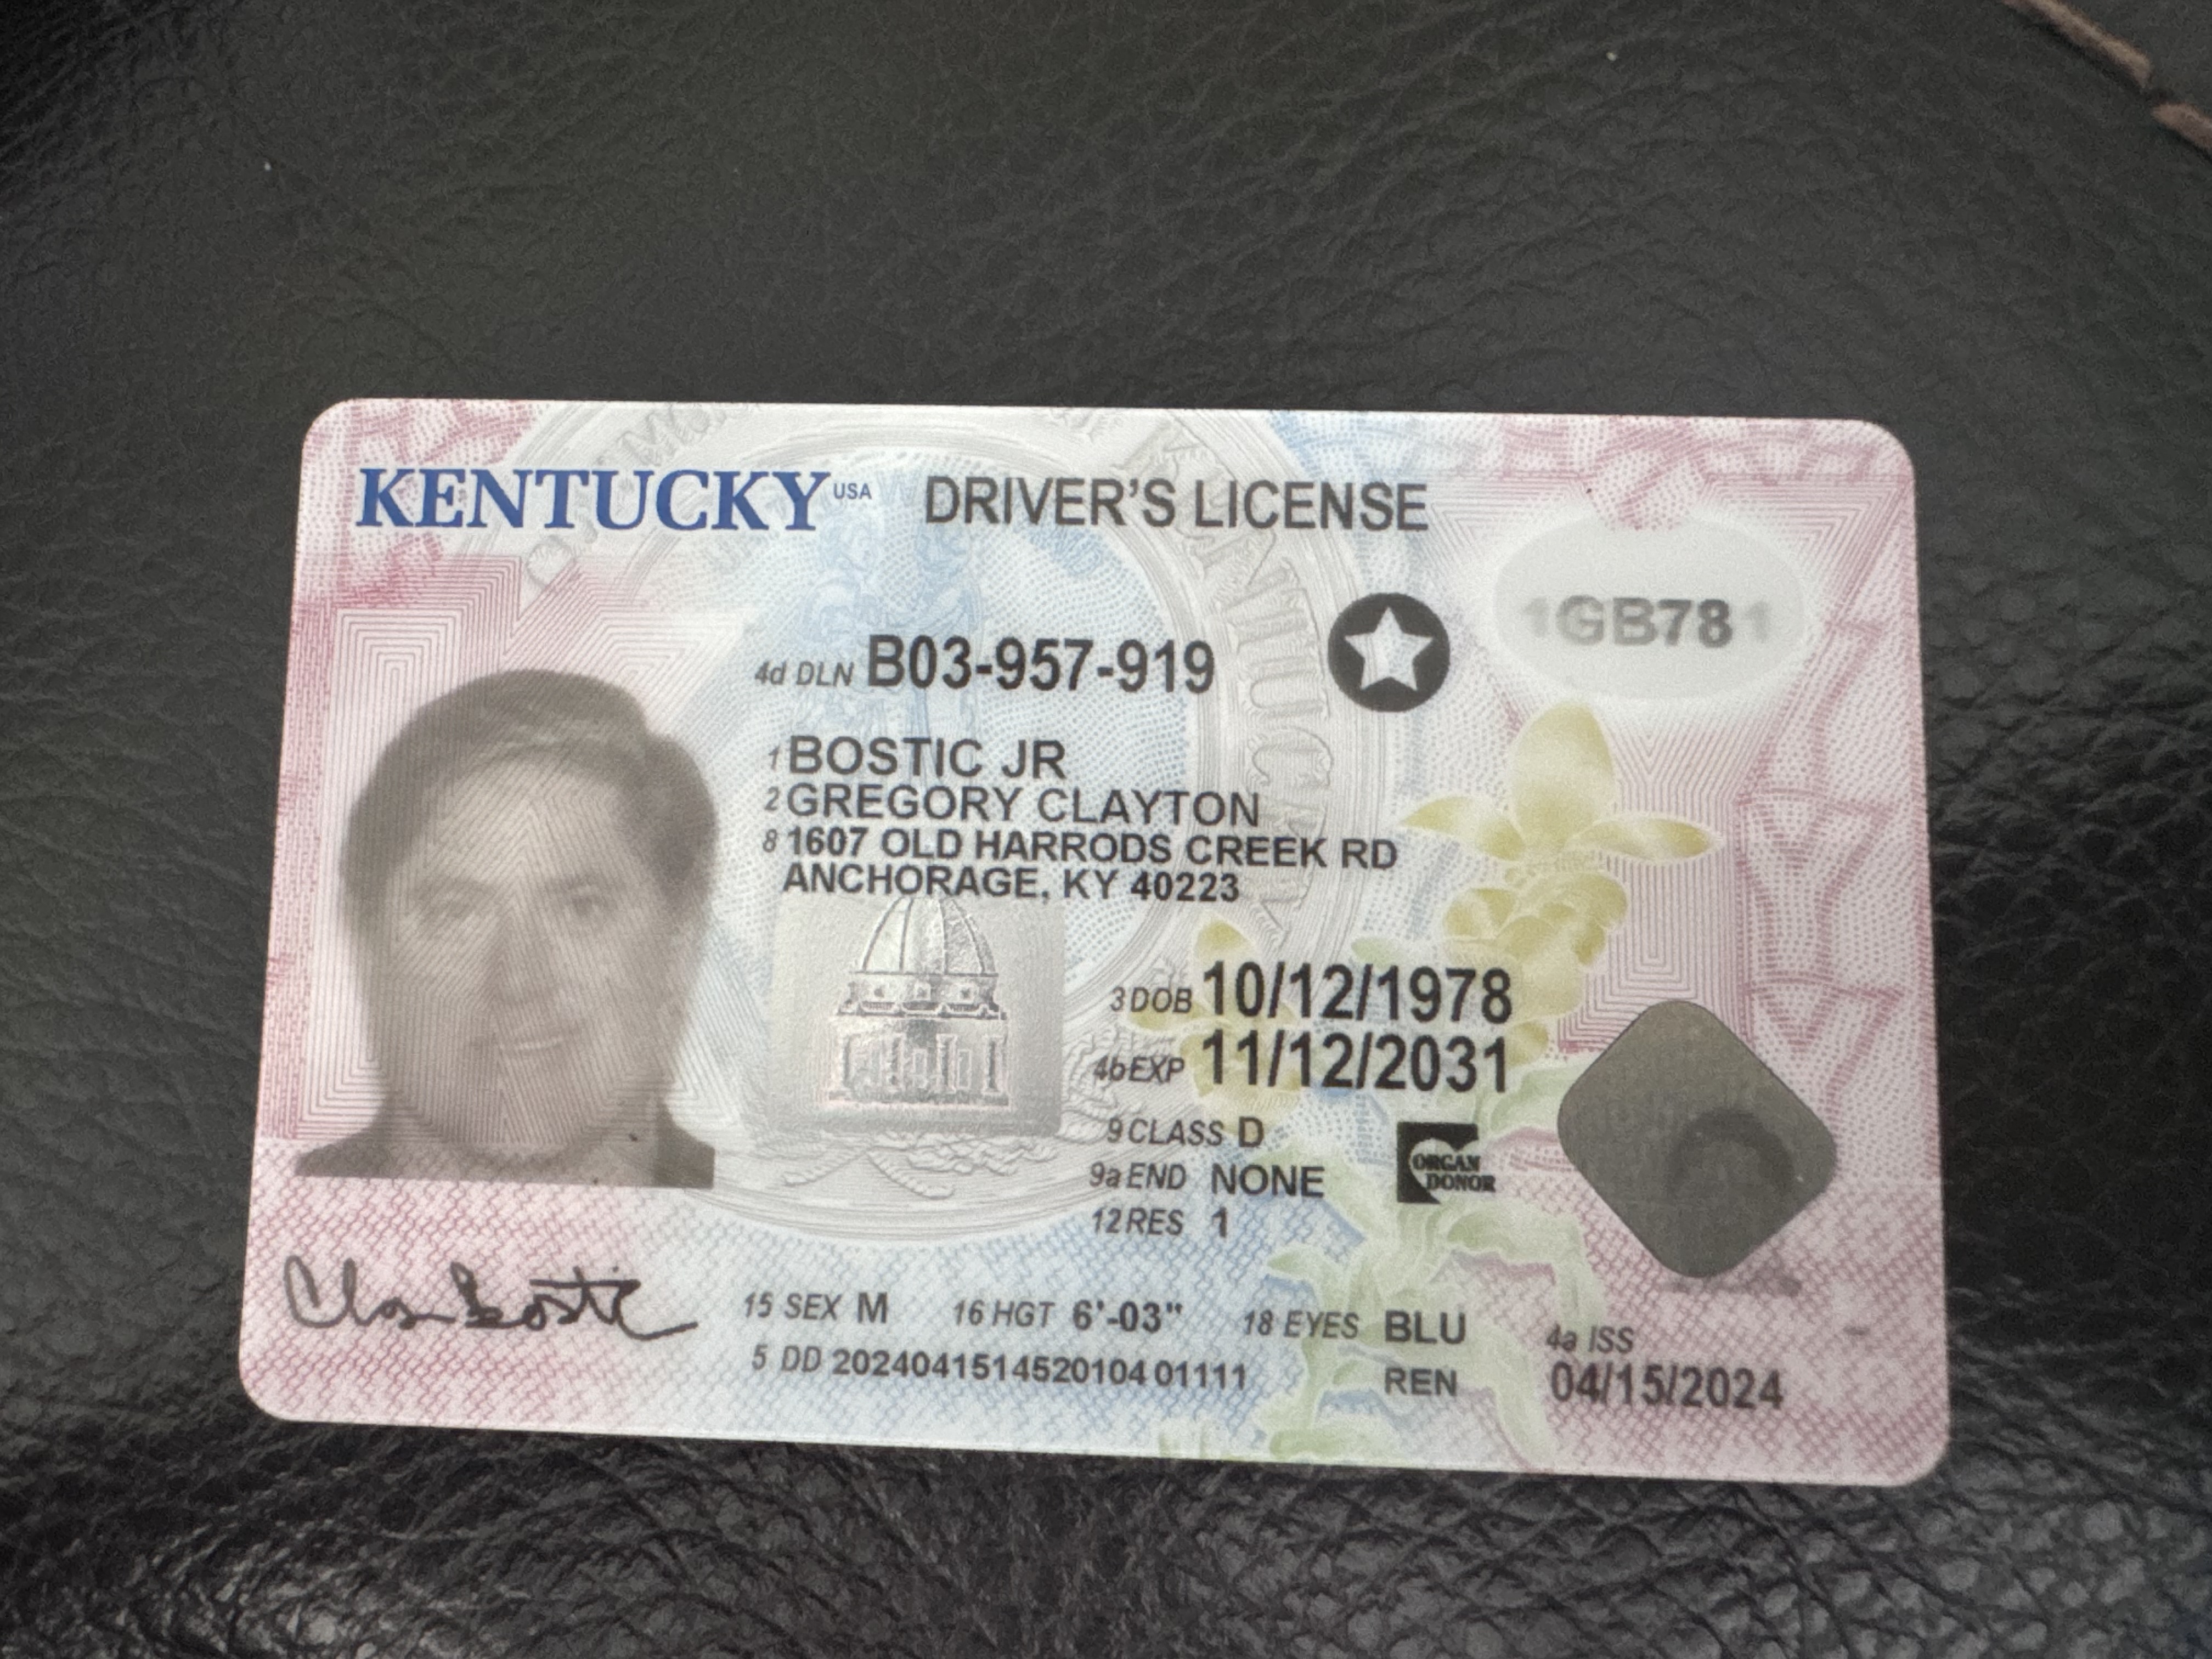 KENTUCKY USA DRIVER'S LICENSE
4d DLN B03-957-919
1GB781
1 BOSTIC JR
2 GREGORY CLAYTON
8 1607 OLD HARRODS CREEK RD
ANCHORAGE, KY 40223
3 DOB 10/12/1978
4b EXP 11/12/2031
9 CLASS D
9a END NONE
12 RES 1
ORGAN
DONOR
15 SEX M 16 HGT 6'-03" 18 EYES BLU
4a ISS
5 DD 20240415145201040 1111 REN 04/15/2024